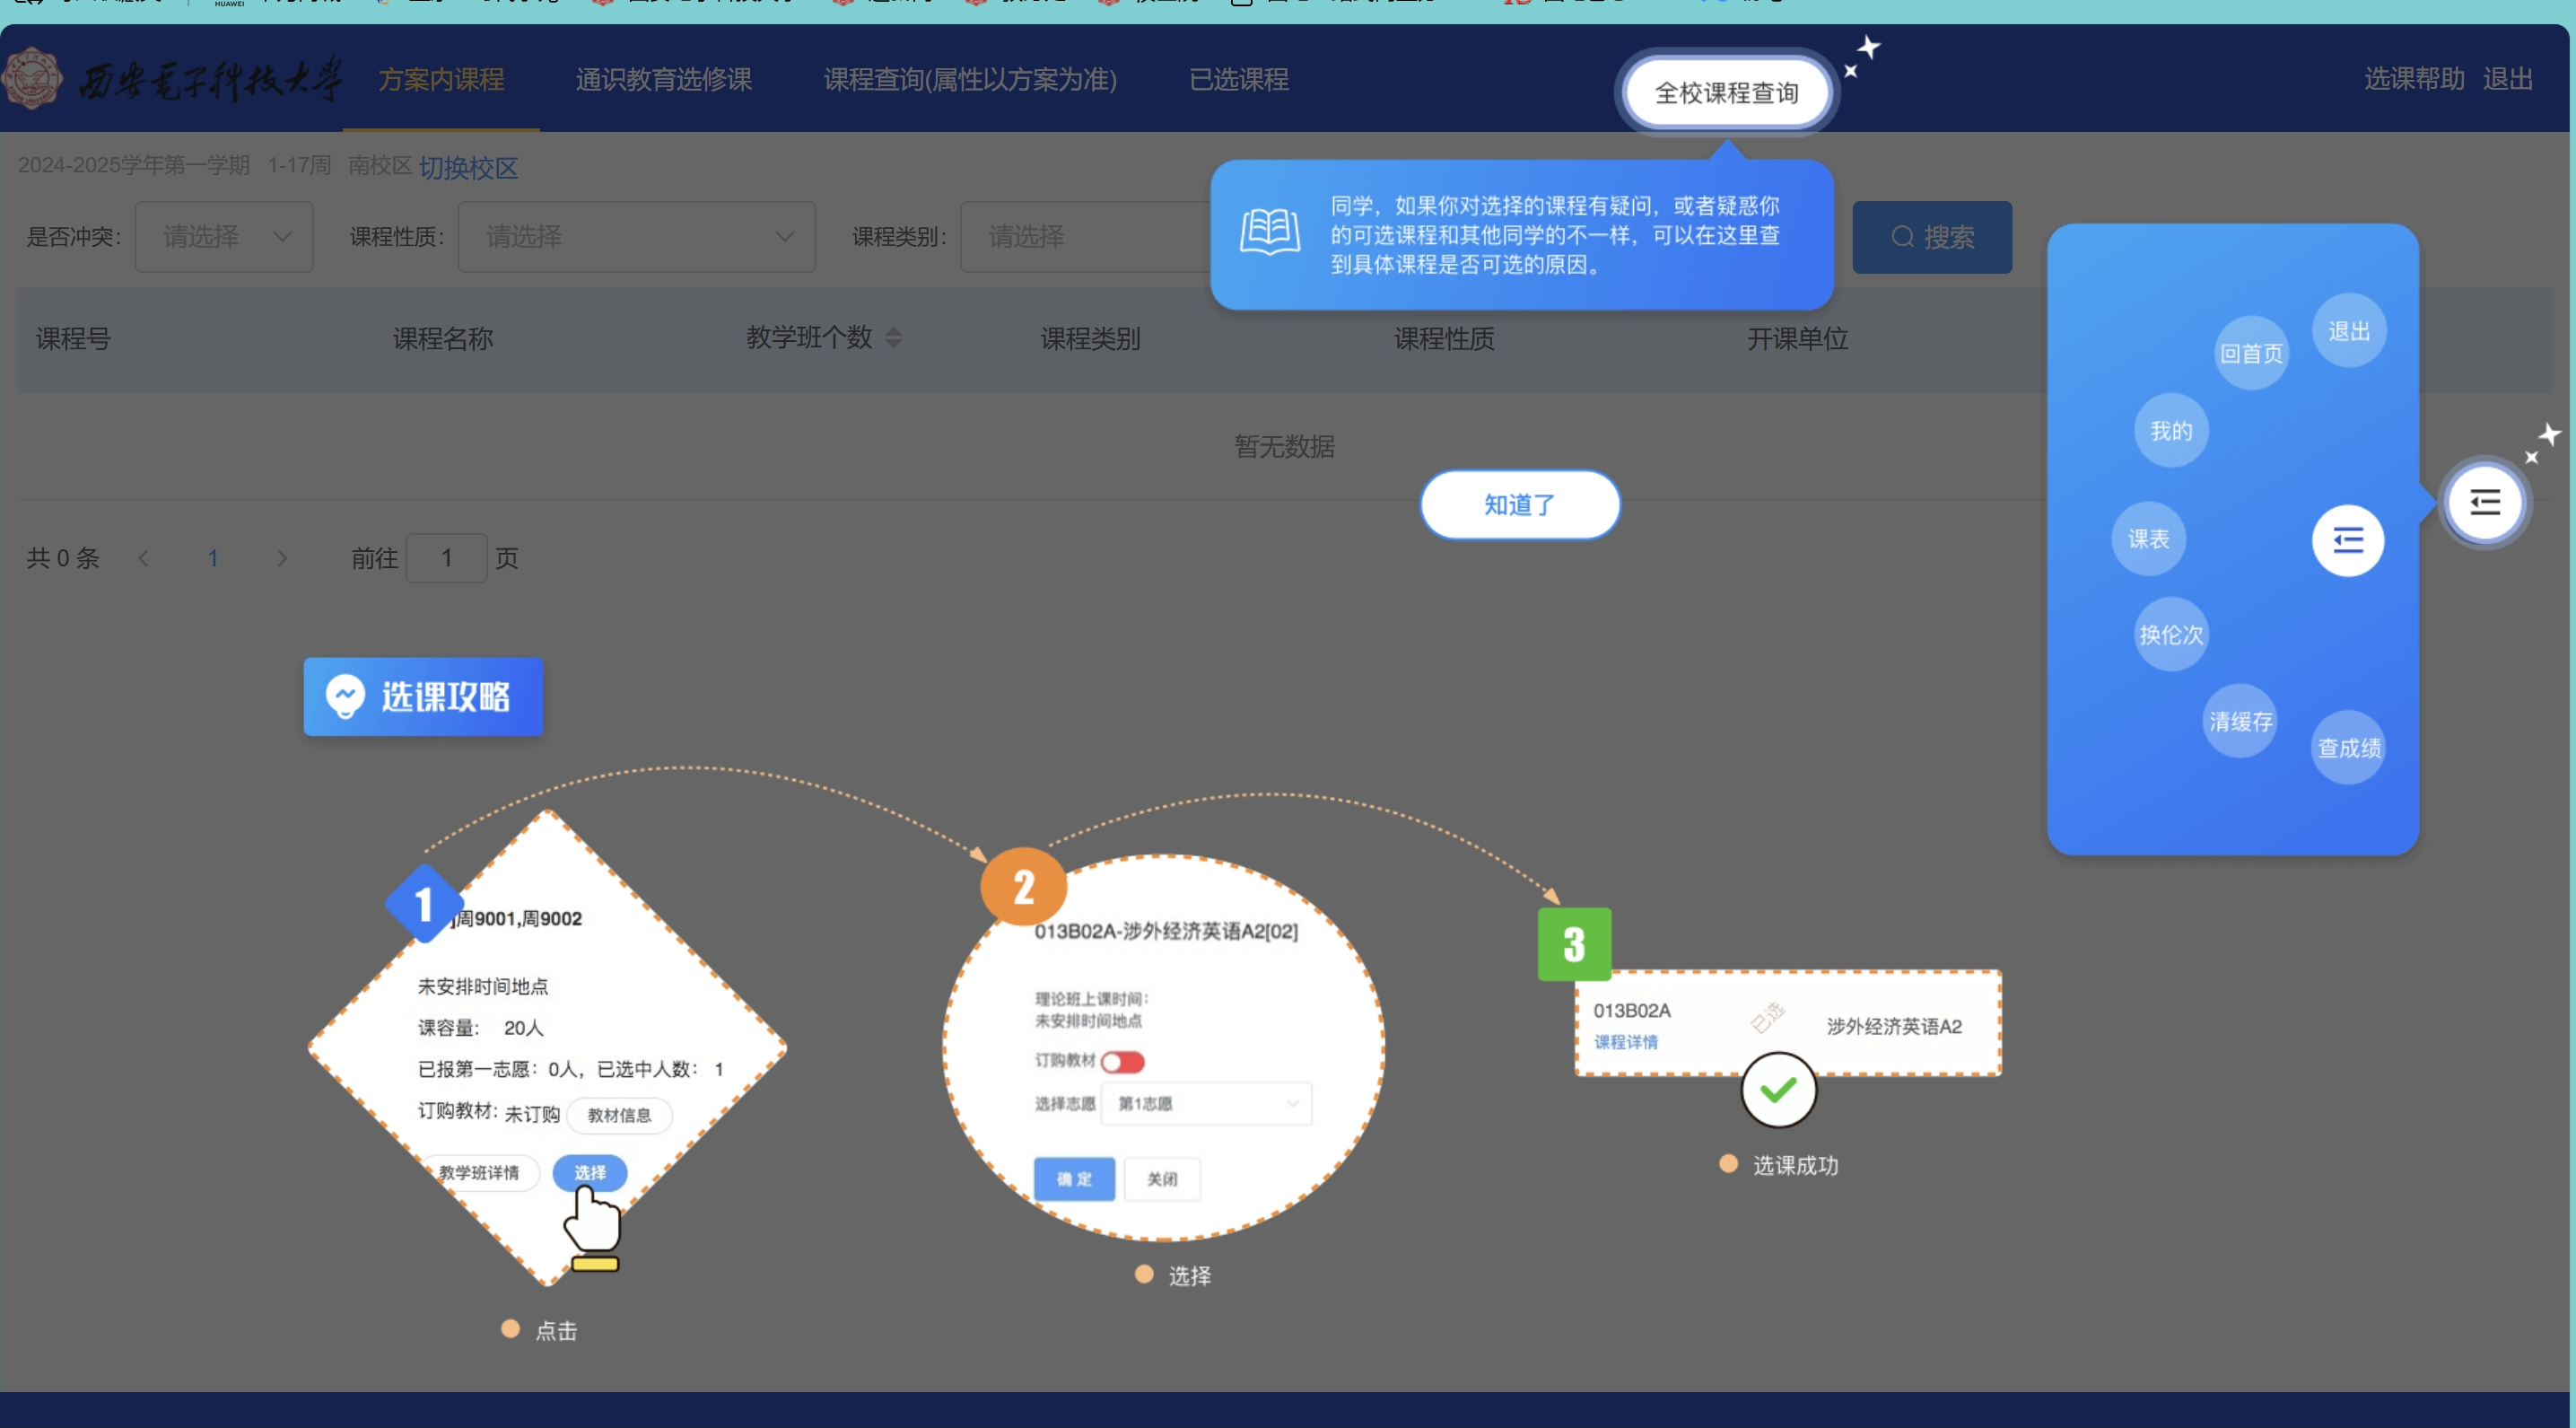 HUAWEI
西安电子科技大学 方案内课程 通识教育选修课 课程查询(属性以方案为准) 已选课程 全校课程查询 选课帮助 退出
2024-2025学年第一学期 1-17周 南校区 切换校区
同学，如果你对选择的课程有疑问，或者疑惑你
的可选课程和其他同学的不一样，可以在这里查
到具体课程是否可选的原因。
是否冲突： 请选择 课程性质： 请选择 课程类别： 请选择 搜索
课程号 课程名称 教学班个数 课程类别 课程性质 开课单位
暂无数据
知道了
共 0 条 1 前往 1 页
退出
回首页
我的
课表
换伦次
清缓存
查成绩
选课攻略
1
]周9001,周9002
未安排时间地点
课容量： 20人
已报第一志愿：0人，已选中人数： 1
订购教材: 未订购 教材信息
教学班详情 选择
点击
2
013B02A-涉外经济英语A2[02]
理论班上课时间：
未安排时间地点
订购教材
选择志愿 第1志愿
确 定 关闭
选择
3
013B02A 已选 涉外经济英语A2
课程详情
选课成功